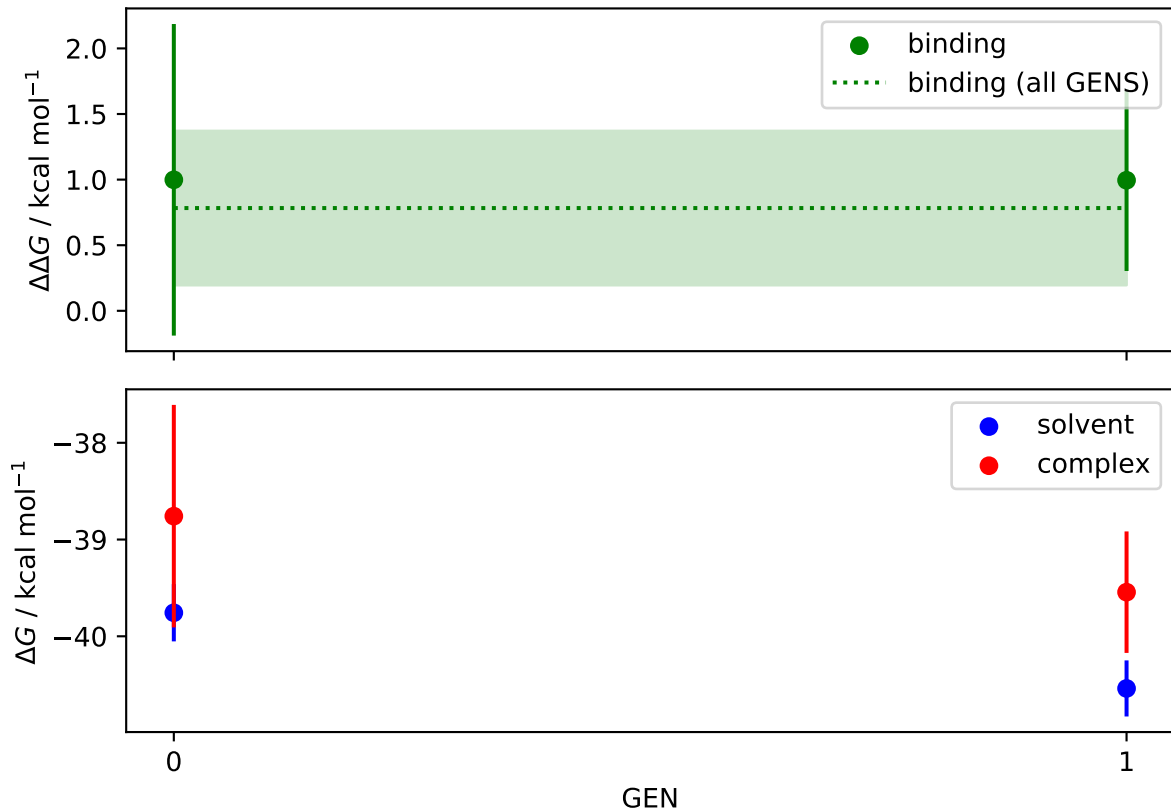 binding
binding (all GENS)
2.0
1.5
1.0
0.5
0.0
ΔΔG / kcal mol⁻¹
solvent
complex
−38
−39
−40
ΔG / kcal mol⁻¹
0
1
GEN